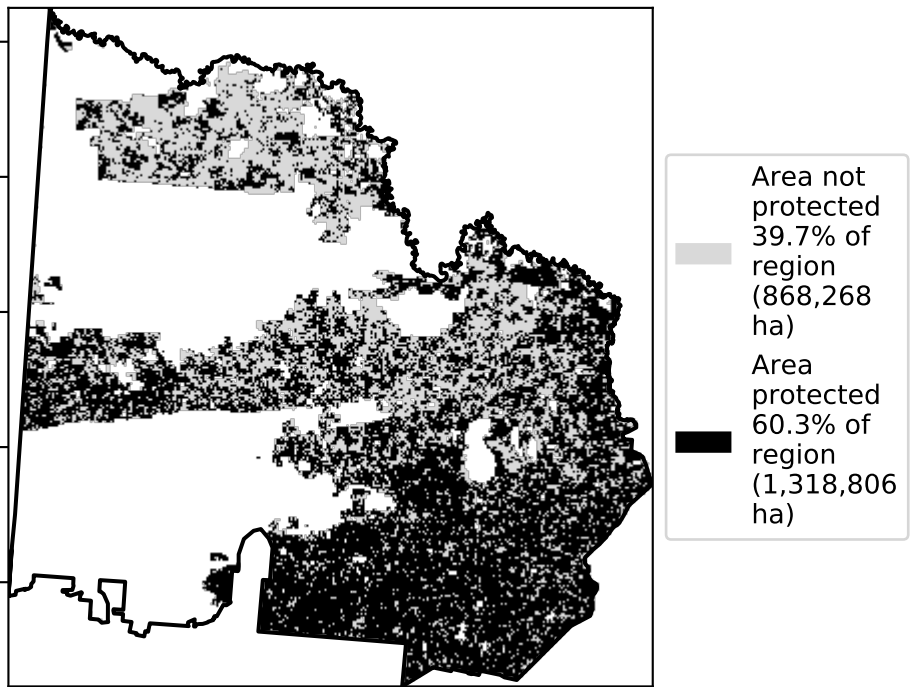 Area not
protected
39.7% of
region
(868,268
ha)
Area
protected
60.3% of
region
(1,318,806
ha)